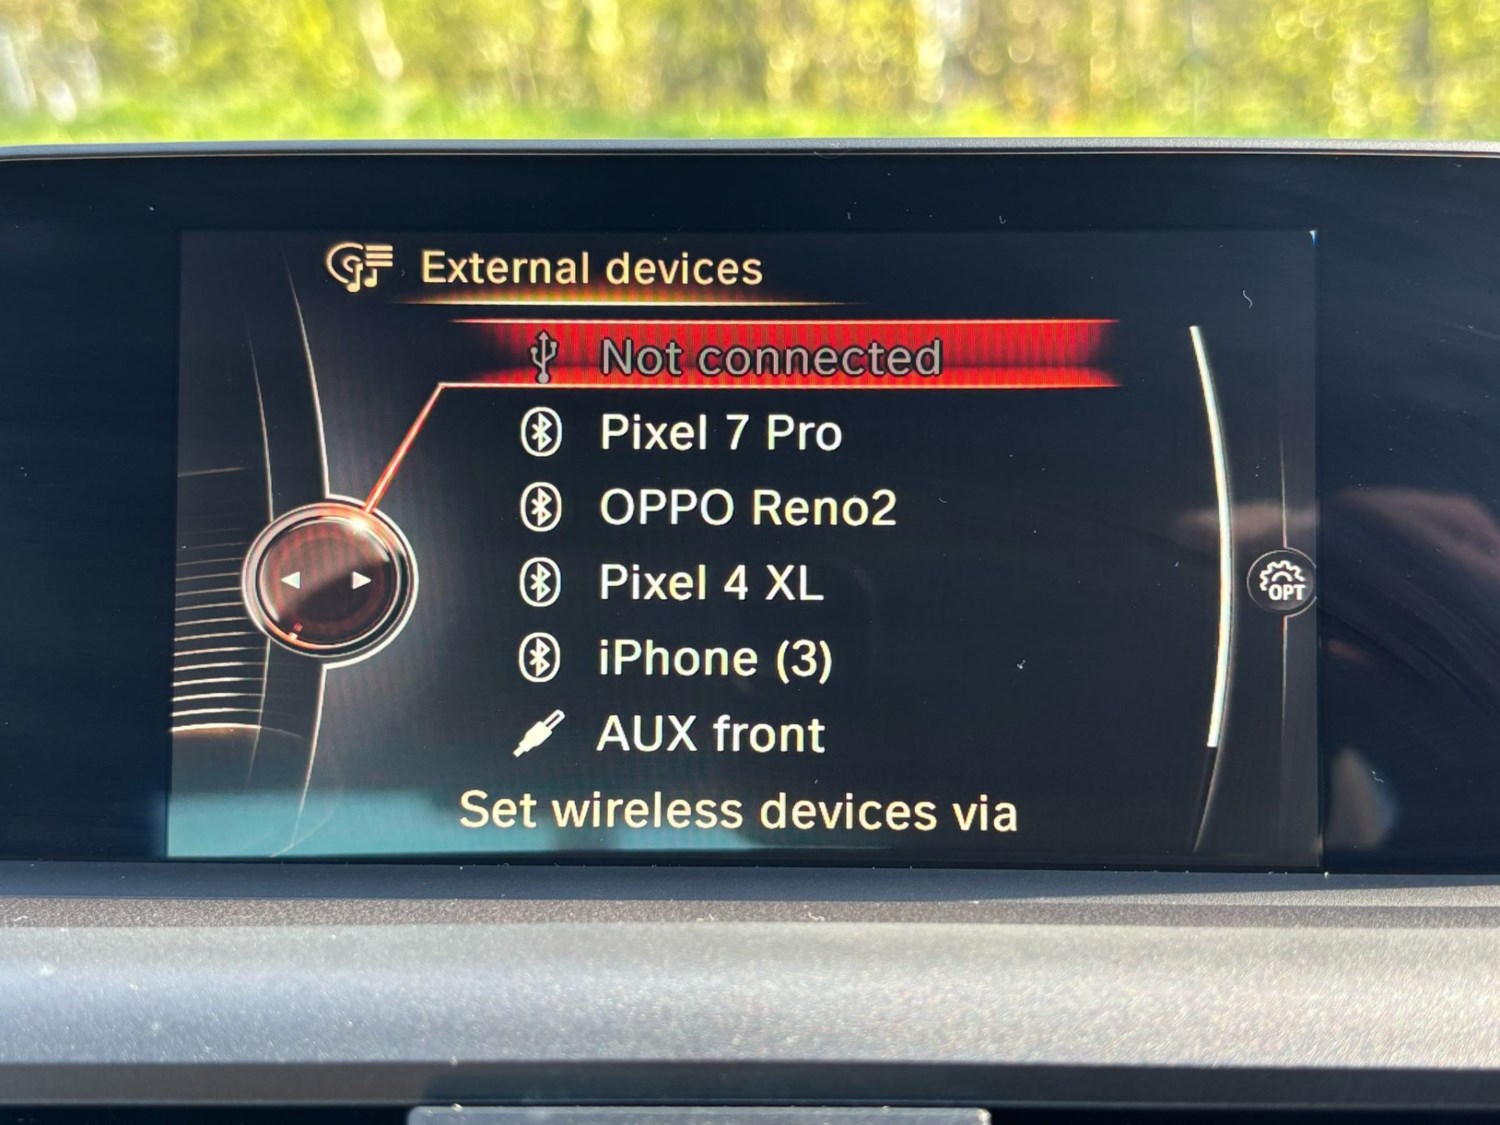 External devices
Not connected
Pixel 7 Pro
OPPO Reno2
Pixel 4 XL
iPhone (3)
AUX front
Set wireless devices via
OPT